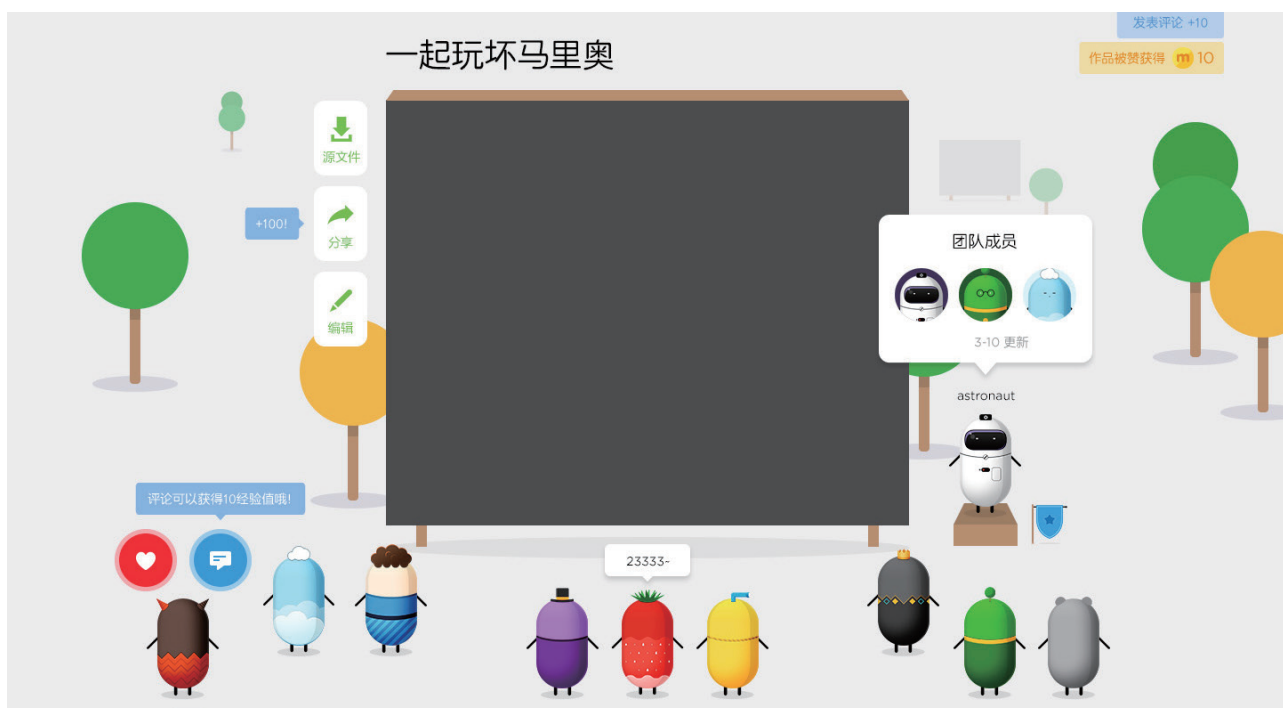 发表评论 +10
一起玩坏马里奥
作品被赞获得 m 10
源文件
+100!
分享
团队成员
编辑
3-10 更新
astronaut
评论可以获得10经验值哦!
23333-